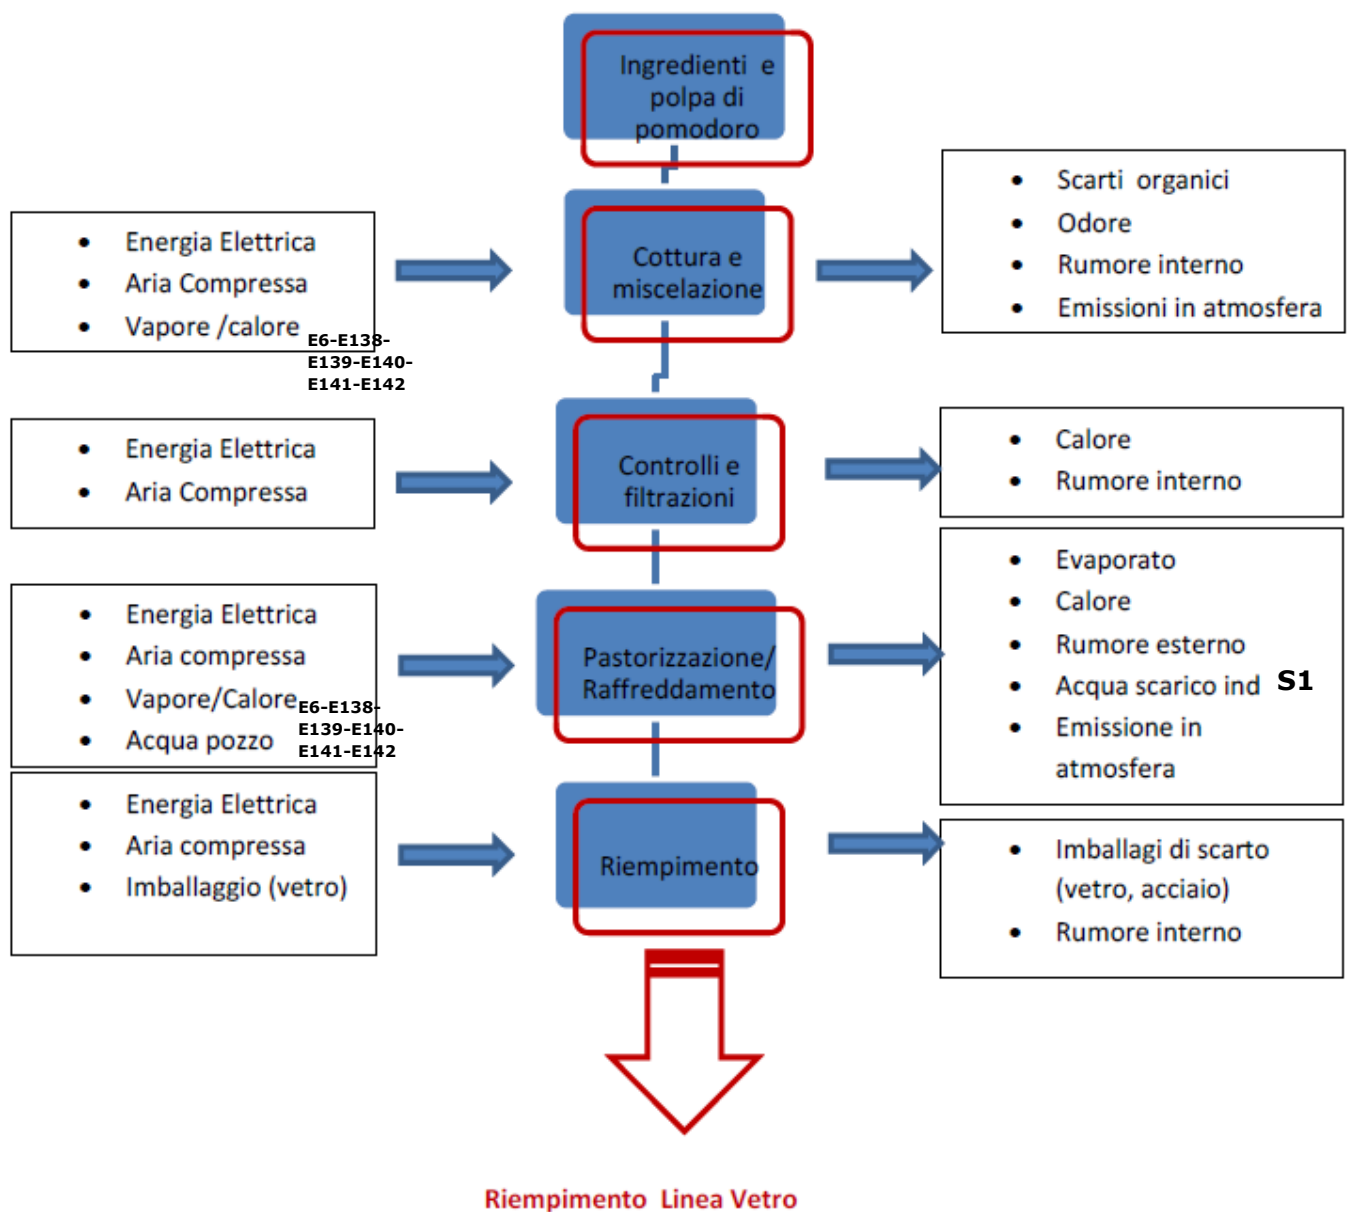 Ingredienti e
polpa di
pomodoro
• Energia Elettrica
• Aria Compressa
• Vapore /calore
E6-E138-
E139-E140-
E141-E142
Cottura e
miscelazione
• Scarti organici
• Odore
• Rumore interno
• Emissioni in atmosfera
• Energia Elettrica
• Aria Compressa
Controlli e
filtrazioni
• Calore
• Rumore interno
• Energia Elettrica
• Aria compressa
• Vapore/Calore
• Acqua pozzo
E6-E138-
E139-E140-
E141-E142
Pastorizzazione/
Raffreddamento
• Evaporato
• Calore
• Rumore esterno
• Acqua scarico ind S1
• Emissione in
atmosfera
• Energia Elettrica
• Aria compressa
• Imballaggio (vetro)
Riempimento
• Imballagi di scarto
(vetro, acciaio)
• Rumore interno
Riempimento Linea Vetro